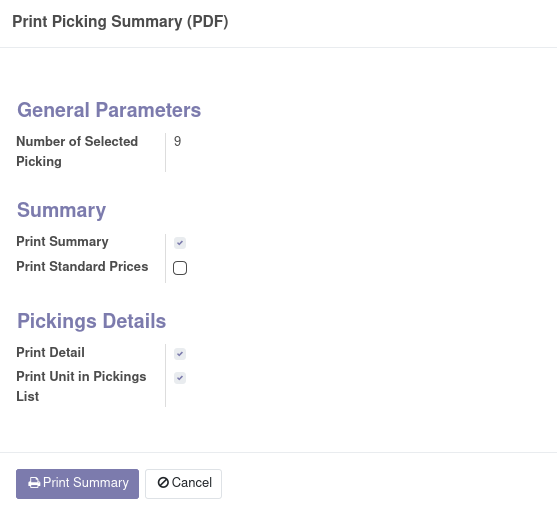 Print Picking Summary (PDF)
General Parameters
Number of Selected 9
Picking
Summary
Print Summary
Print Standard Prices
Pickings Details
Print Detail
Print Unit in Pickings
List
Print Summary Cancel